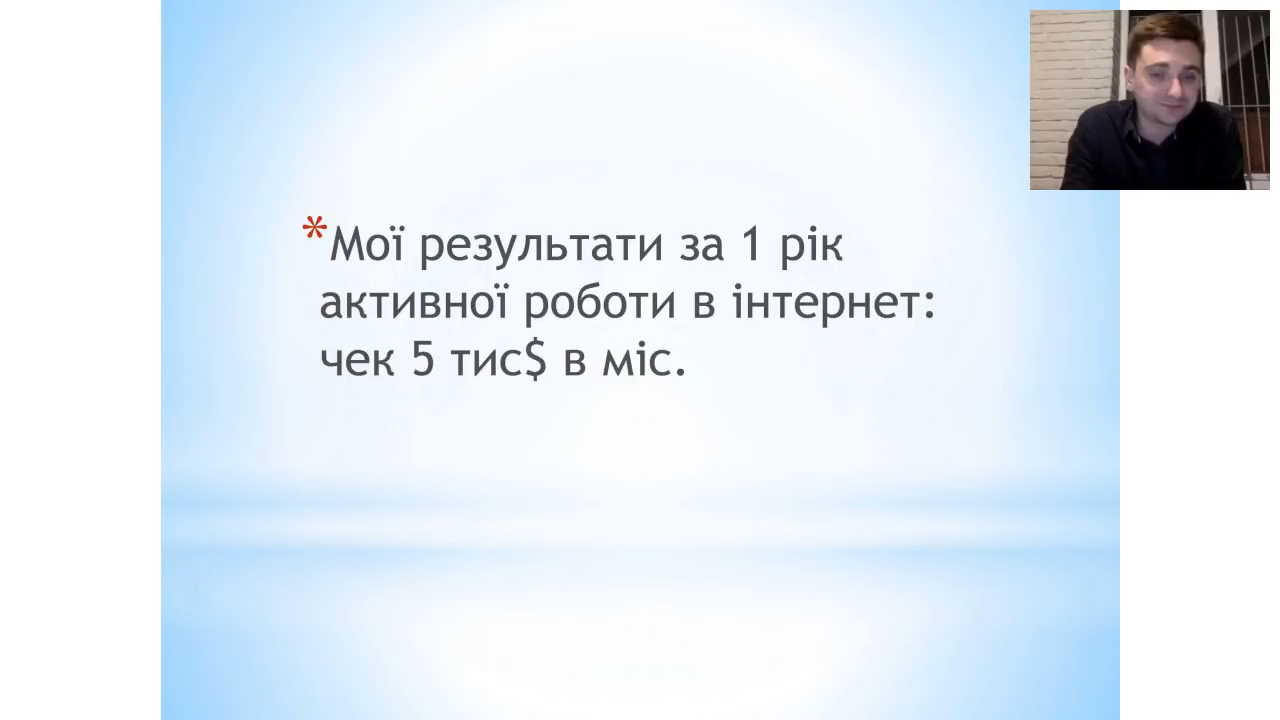 *Мої результати за 1 рік
активної роботи в інтернет:
чек 5 тис$ в міс.